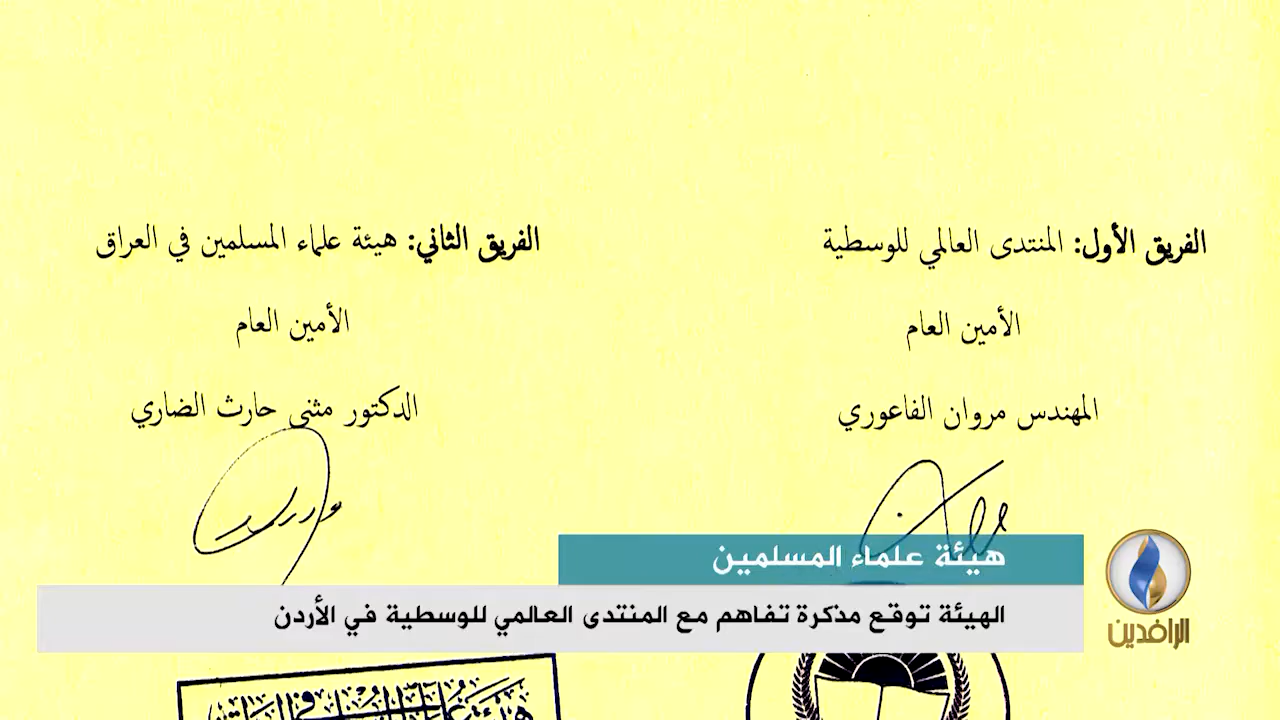 الفريق الأول: المنتدى العالمي للوسطية
الأمين العام
المهندس مروان الفاعوري
الفريق الثاني: هيئة علماء المسلمين في العراق
الأمين العام
الدكتور مثنى حارث الضاري
هيئة علماء المسلمين
الهيئة توقع مذكرة تفاهم مع المنتدى العالمي للوسطية في الأردن
الرافدين